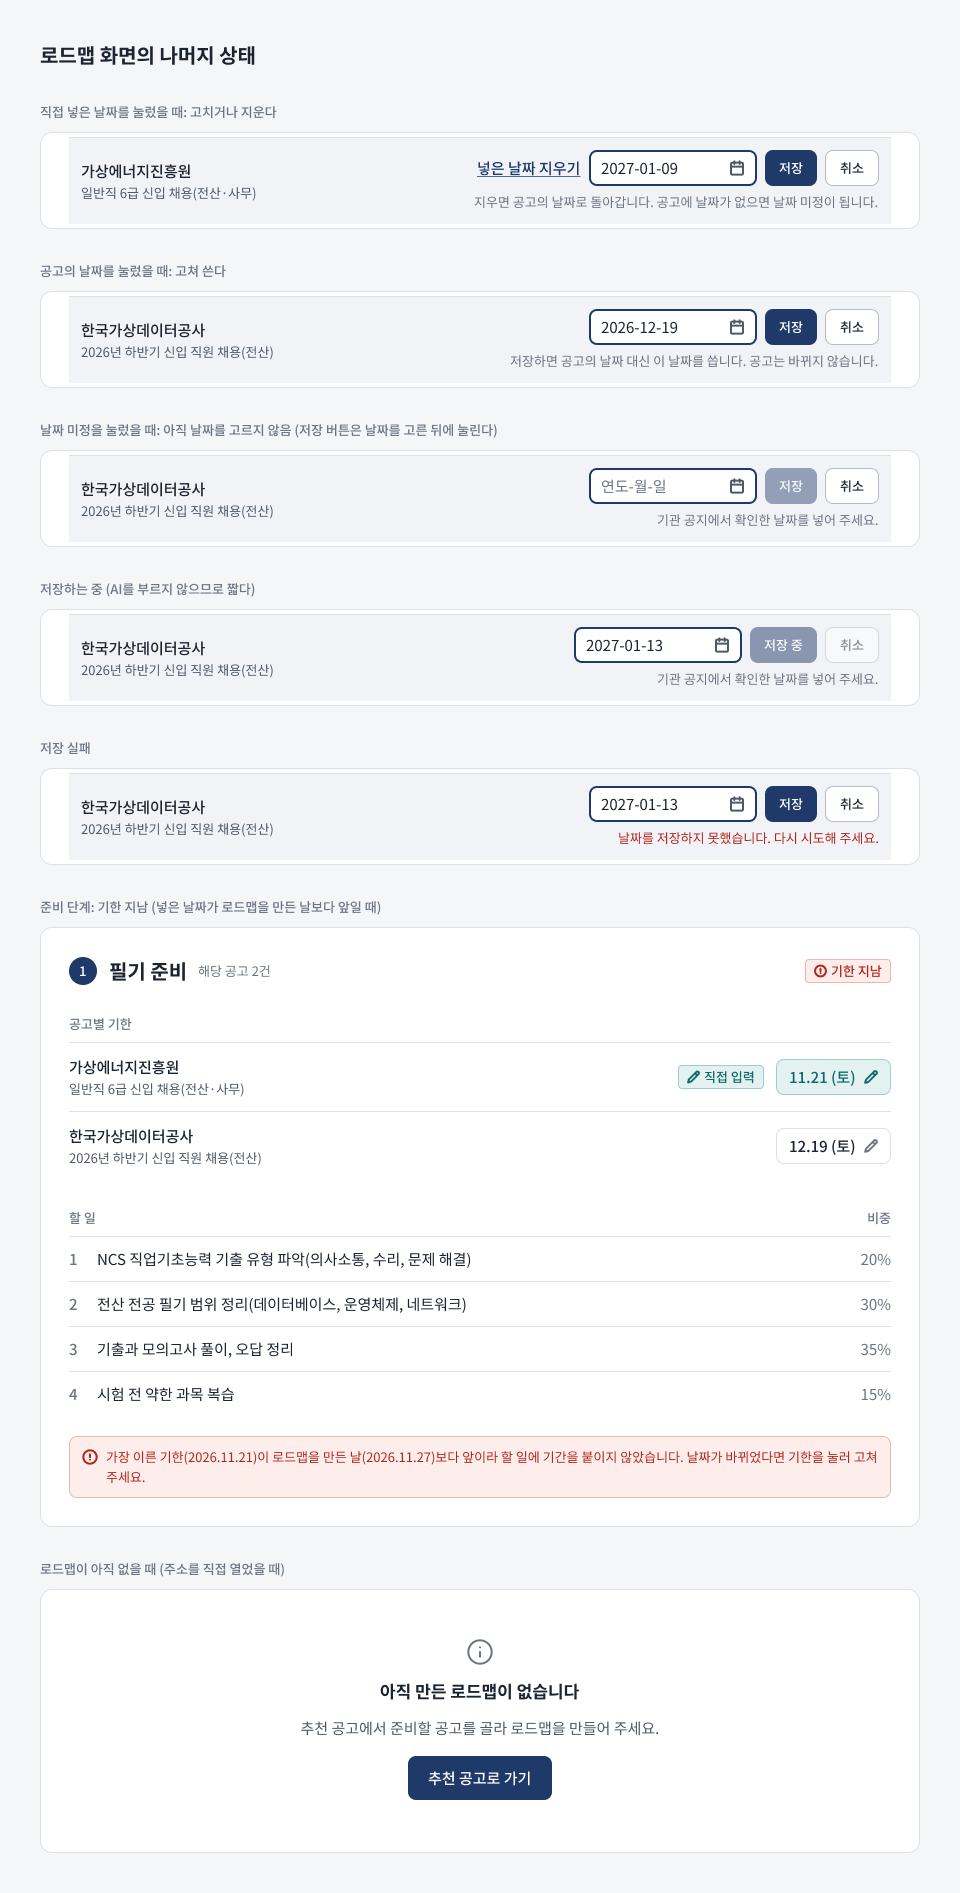 로드맵 화면의 나머지 상태
직접 넣은 날짜를 눌렀을 때: 고치거나 지운다
가상에너지진흥원
일반직 6급 신입 채용(전산·사무)
넣은 날짜 지우기
2027-01-09
저장
취소
지우면 공고의 날짜로 돌아갑니다. 공고에 날짜가 없으면 날짜 미정이 됩니다.
공고의 날짜를 눌렀을 때: 고쳐 쓴다
한국가상데이터공사
2026년 하반기 신입 직원 채용(전산)
2026-12-19
저장
취소
저장하면 공고의 날짜 대신 이 날짜를 씁니다. 공고는 바뀌지 않습니다.
날짜 미정을 눌렀을 때: 아직 날짜를 고르지 않음 (저장 버튼은 날짜를 고른 뒤에 눌린다)
한국가상데이터공사
2026년 하반기 신입 직원 채용(전산)
연도-월-일
저장
취소
기관 공지에서 확인한 날짜를 넣어 주세요.
저장하는 중 (AI를 부르지 않으므로 짧다)
한국가상데이터공사
2026년 하반기 신입 직원 채용(전산)
2027-01-13
저장 중
취소
기관 공지에서 확인한 날짜를 넣어 주세요.
저장 실패
한국가상데이터공사
2026년 하반기 신입 직원 채용(전산)
2027-01-13
저장
취소
날짜를 저장하지 못했습니다. 다시 시도해 주세요.
준비 단계: 기한 지남 (넣은 날짜가 로드맵을 만든 날보다 앞일 때)
1 필기 준비 해당 공고 2건
기한 지남
공고별 기한
가상에너지진흥원
일반직 6급 신입 채용(전산·사무)
직접 입력
11.21 (토)
한국가상데이터공사
2026년 하반기 신입 직원 채용(전산)
12.19 (토)
할 일 비중
1 NCS 직업기초능력 기출 유형 파악(의사소통, 수리, 문제 해결) 20%
2 전산 전공 필기 범위 정리(데이터베이스, 운영체제, 네트워크) 30%
3 기출과 모의고사 풀이, 오답 정리 35%
4 시험 전 약한 과목 복습 15%
가장 이른 기한(2026.11.21)이 로드맵을 만든 날(2026.11.27)보다 앞이라 할 일에 기간을 붙이지 않았습니다. 날짜가 바뀌었다면 기한을 눌러 고쳐
주세요.
로드맵이 아직 없을 때 (주소를 직접 열었을 때)
아직 만든 로드맵이 없습니다
추천 공고에서 준비할 공고를 골라 로드맵을 만들어 주세요.
추천 공고로 가기